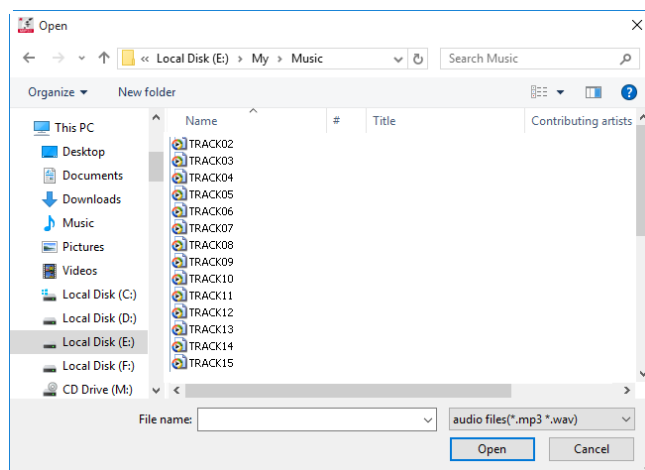 Open
« Local Disk (E:) > My > Music
Search Music
Organize
New folder
This PC
Desktop
Documents
Downloads
Music
Pictures
Videos
Local Disk (C:)
Local Disk (D:)
Local Disk (E:)
Local Disk (F:)
CD Drive (M:)
Name # Title Contributing artists
TRACK02
TRACK03
TRACK04
TRACK05
TRACK06
TRACK07
TRACK08
TRACK09
TRACK10
TRACK11
TRACK12
TRACK13
TRACK14
TRACK15
File name:
audio files(*.mp3 *.wav)
Open
Cancel